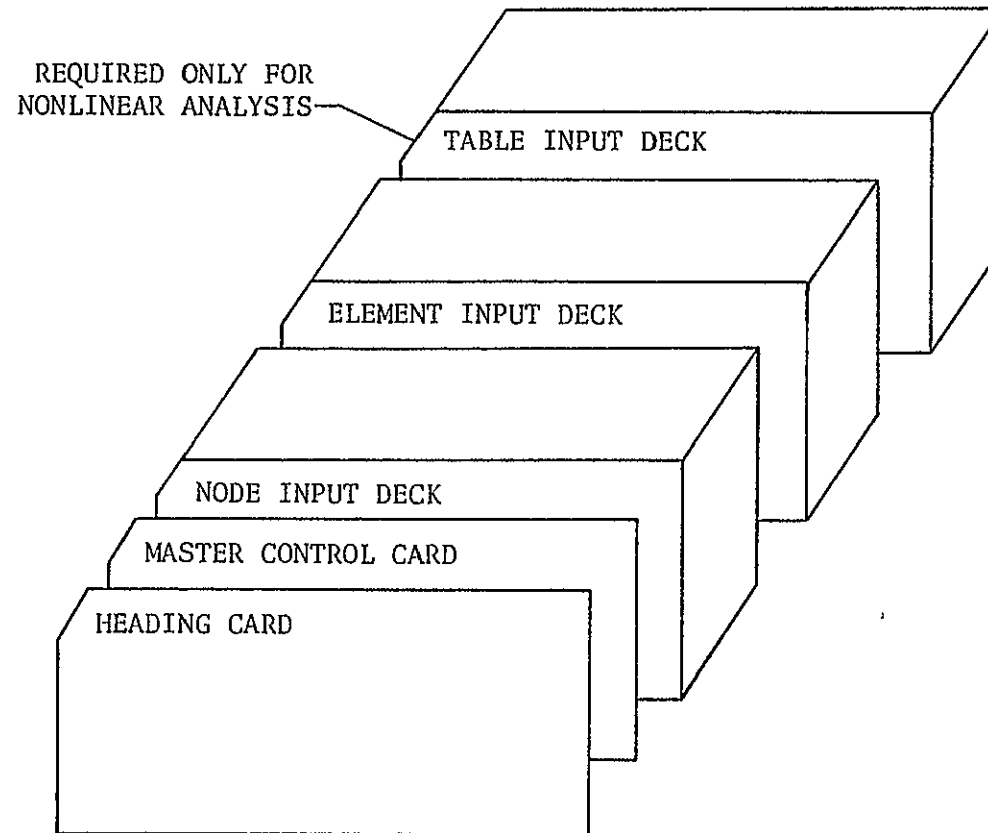 REQUIRED ONLY FOR
NONLINEAR ANALYSIS
TABLE INPUT DECK
ELEMENT INPUT DECK
NODE INPUT DECK
MASTER CONTROL CARD
HEADING CARD